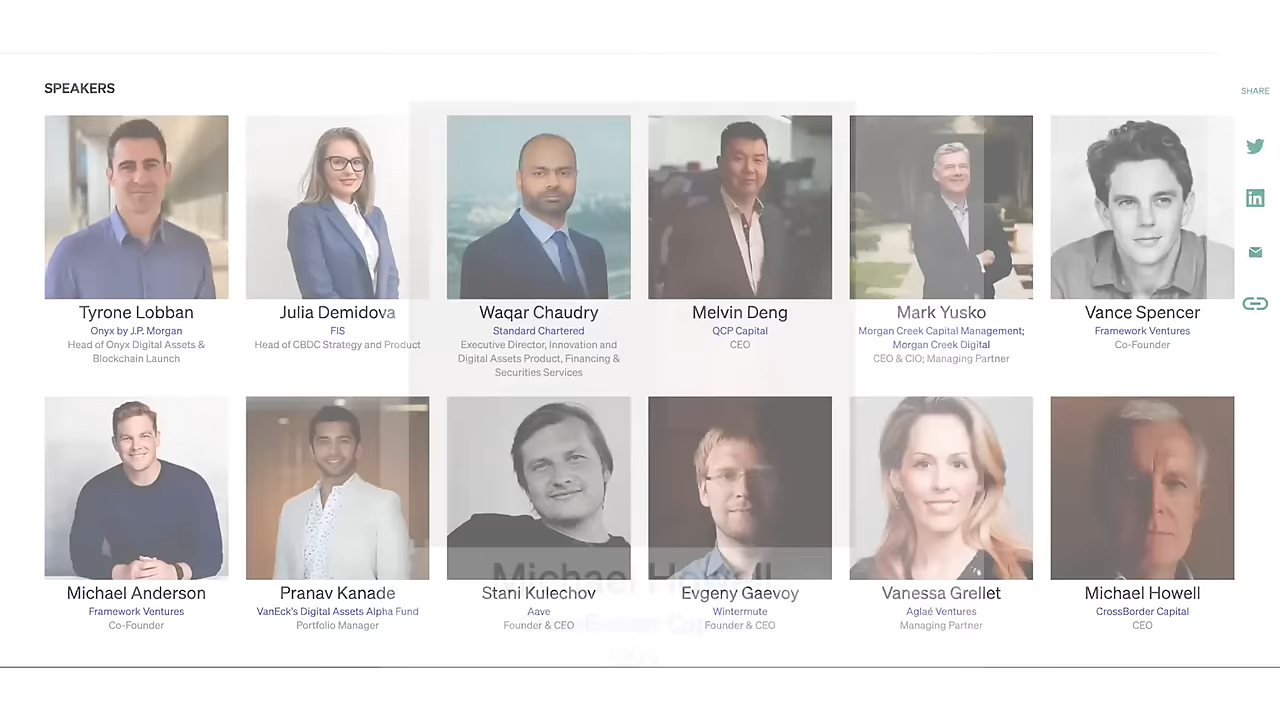 SPEAKERS
SHARE
Tyrone Lobban
Onyx by J.P. Morgan
Head of Onyx Digital Assets &
Blockchain Launch
Julia Demidova
FIS
Head of CBDC Strategy and Product
Waqar Chaudry
Standard Chartered
Executive Director, Innovation and
Digital Assets Product, Financing &
Securities Services
Melvin Deng
QCP Capital
CEO
Mark Yusko
Morgan Creek Capital Management;
Morgan Creek Digital
CEO & CIO; Managing Partner
Vance Spencer
Framework Ventures
Co-Founder
Michael Anderson
Framework Ventures
Co-Founder
Pranav Kanade
VanEck's Digital Assets Alpha Fund
Portfolio Manager
Stani Kulechov
Aave
Founder & CEO
Evgeny Gaevoy
Wintermute
Founder & CEO
Vanessa Grellet
Aglaé Ventures
Managing Partner
Michael Howell
CrossBorder Capital
CEO
Michael Howell